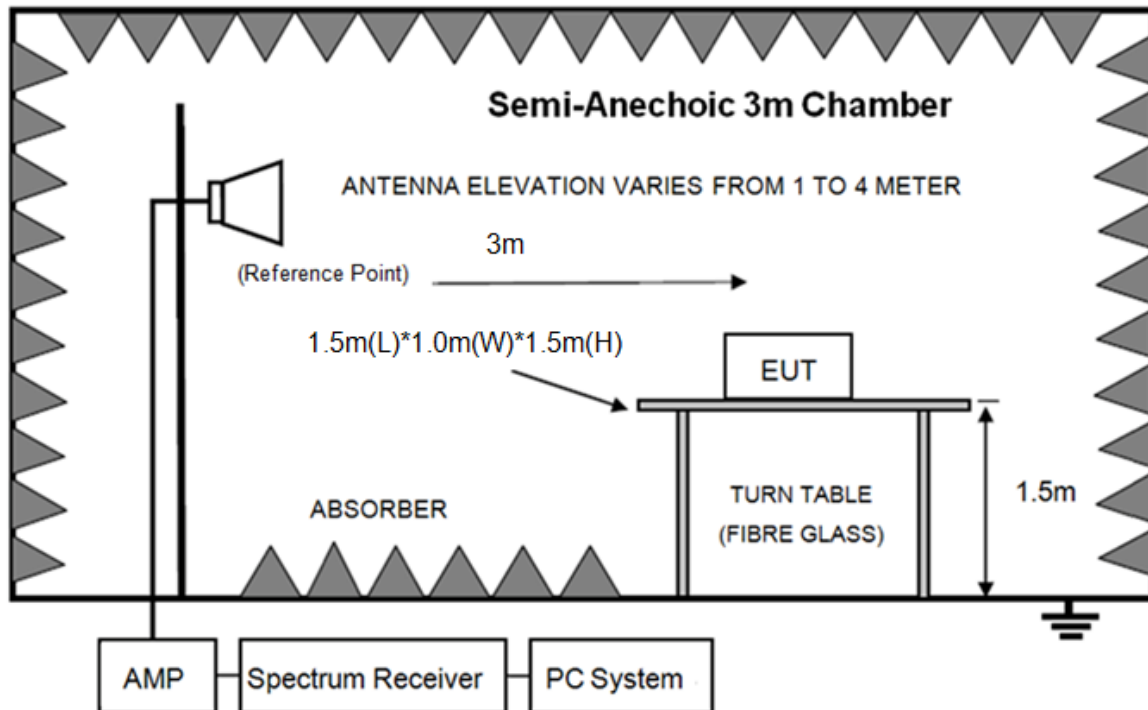 Semi-Anechoic 3m Chamber
ANTENNA ELEVATION VARIES FROM 1 TO 4 METER
3m
(Reference Point)
1.5m(L)*1.0m(W)*1.5m(H)
EUT
TURN TABLE
(FIBRE GLASS)
1.5m
ABSORBER
AMP
Spectrum Receiver
PC System